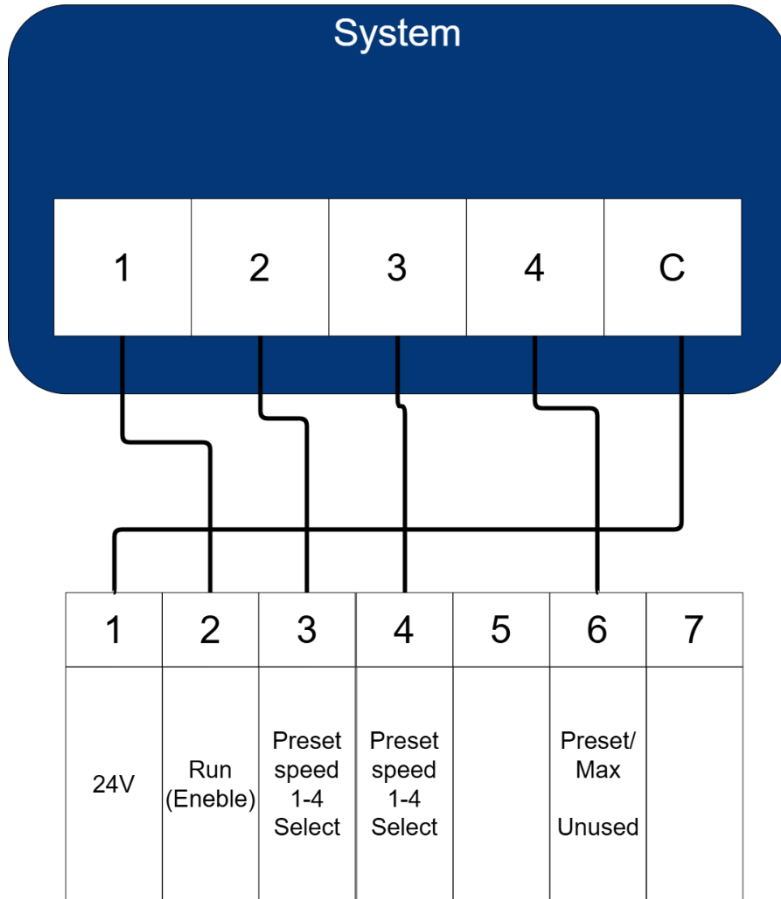 System
1 2 3 4 C
1 2 3 4 5 6 7
24V
Run
(Eneble)
Preset
speed
1-4
Select
Preset
speed
1-4
Select
Preset/
Max
Unused